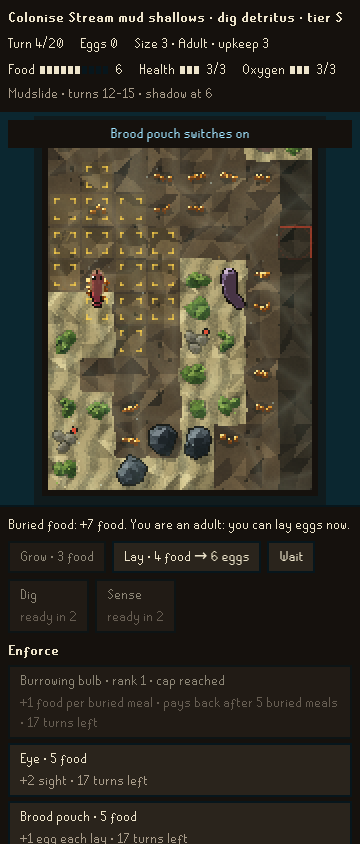 Colonise Stream mud shallows · dig detritus · tier S
Turn 4/20 Eggs 0 Size 3 · Adult · upkeep 3
Food 6 Health 3/3 Oxygen 3/3
Mudslide · turns 12-15 · shadow at 6
Brood pouch switches on
Buried food: +7 food. You are an adult: you can lay eggs now.
Grow · 3 food
Lay · 4 food → 6 eggs
Wait
Dig
ready in 2
Sense
ready in 2
Enforce
Burrowing bulb · rank 1 · cap reached
+1 food per buried meal · pays back after 5 buried meals
· 17 turns left
Eye · 5 food
+2 sight · 17 turns left
Brood pouch · 5 food
+1 egg each lay · 17 turns left